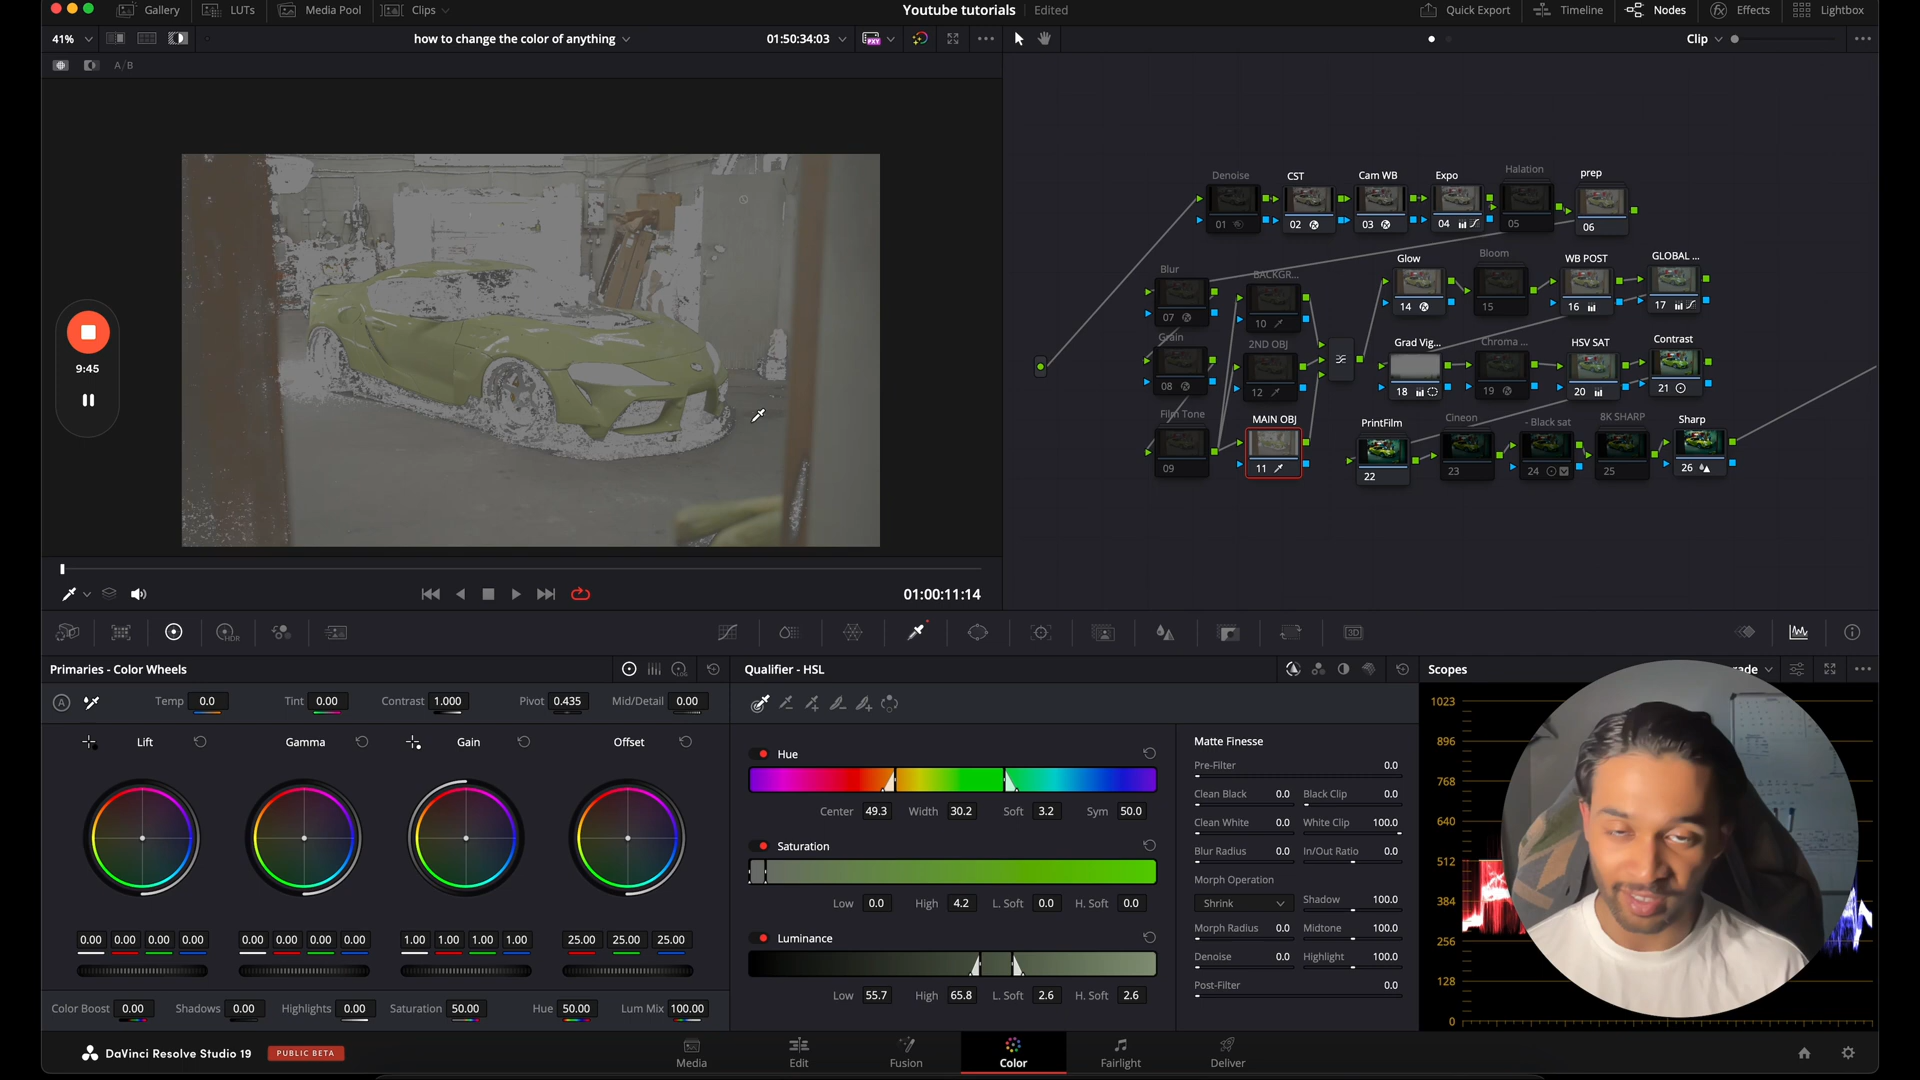 Gallery LUTs Media Pool Clips Youtube tutorials Edited Quick Export Timeline Nodes Effects Lightbox
41% how to change the color of anything 01:50:34:03 Clip
A/B
Denoise CST Cam WB Expo Halation prep
01 02 03 04 05 06
Blur BACKGR... Glow Bloom WB POST GLOBAL ...
07 10 14 15 16 17
Grain 2ND OBJ Grad Vig... Chroma ... HSV SAT Contrast
08 12 18 19 20 21
Film Tone MAIN OBJ PrintFilm Cineon - Black sat 8K SHARP Sharp
09 11 22 23 24 25 26
9:45
01:00:11:14
HDR
3D
Primaries - Color Wheels
LOG
Qualifier - HSL
Scopes
ade
A Temp 0.0 Tint 0.00 Contrast 1.000 Pivot 0.435 Mid/Detail 0.00
Lift Gamma Gain Offset
0.00 0.00 0.00 0.00 0.00 0.00 0.00 0.00 1.00 1.00 1.00 1.00 25.00 25.00 25.00
Color Boost 0.00 Shadows 0.00 Highlights 0.00 Saturation 50.00 Hue 50.00 Lum Mix 100.00
Hue
Center 49.3 Width 30.2 Soft 3.2 Sym 50.0
Saturation
Low 0.0 High 4.2 L. Soft 0.0 H. Soft 0.0
Luminance
Low 55.7 High 65.8 L. Soft 2.6 H. Soft 2.6
Matte Finesse
Pre-Filter 0.0
Clean Black 0.0 Black Clip 0.0
Clean White 0.0 White Clip 100.0
Blur Radius 0.0 In/Out Ratio 0.0
Morph Operation
Shrink Shadow 100.0
Morph Radius 0.0 Midtone 100.0
Denoise 0.0 Highlight 100.0
Post-Filter 0.0
1023
896
768
640
512
384
256
128
0
DaVinci Resolve Studio 19 PUBLIC BETA
Media Edit Fusion Color Fairlight Deliver